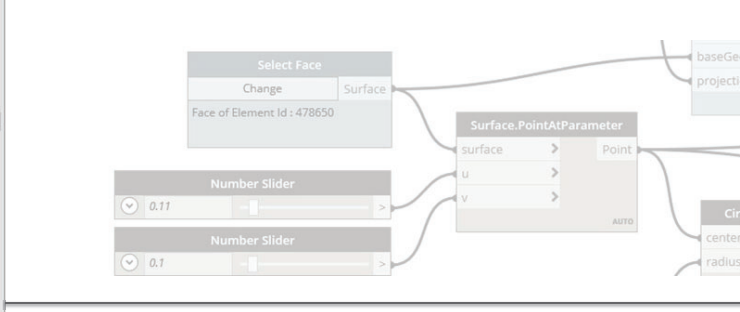 Select Face
Change
Surface
Face of Element Id : 478650
Number Slider
0.11
>
Number Slider
0.1
>
Surface.PointAtParameter
surface >
Point
u >
v >
AUTO
baseGe
projecti
Cir
center
radius